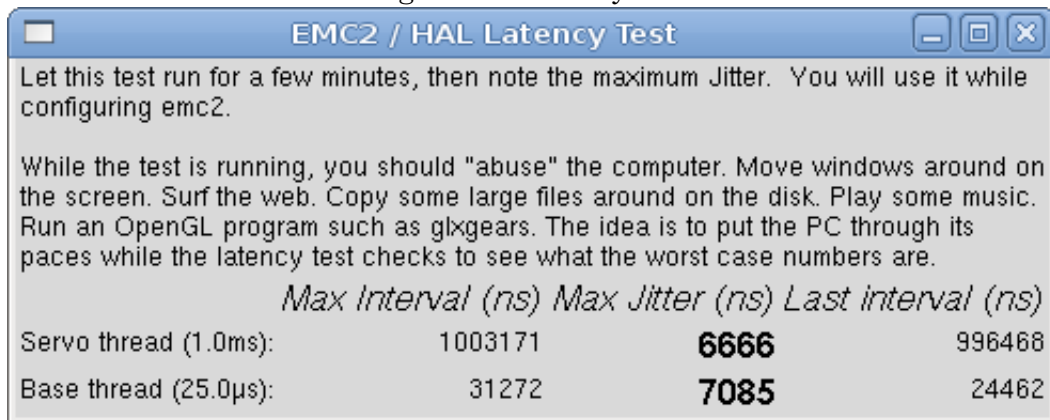 EMC2 / HAL Latency Test
Let this test run for a few minutes, then note the maximum Jitter.  You will use it while
configuring emc2.
While the test is running, you should "abuse" the computer. Move windows around on
the screen. Surf the web. Copy some large files around on the disk. Play some music.
Run an OpenGL program such as glxgears. The idea is to put the PC through its
paces while the latency test checks to see what the worst case numbers are.
Max Interval (ns) Max Jitter (ns) Last interval (ns)
Servo thread (1.0ms): 1003171 6666 996468
Base thread (25.0µs): 31272 7085 24462